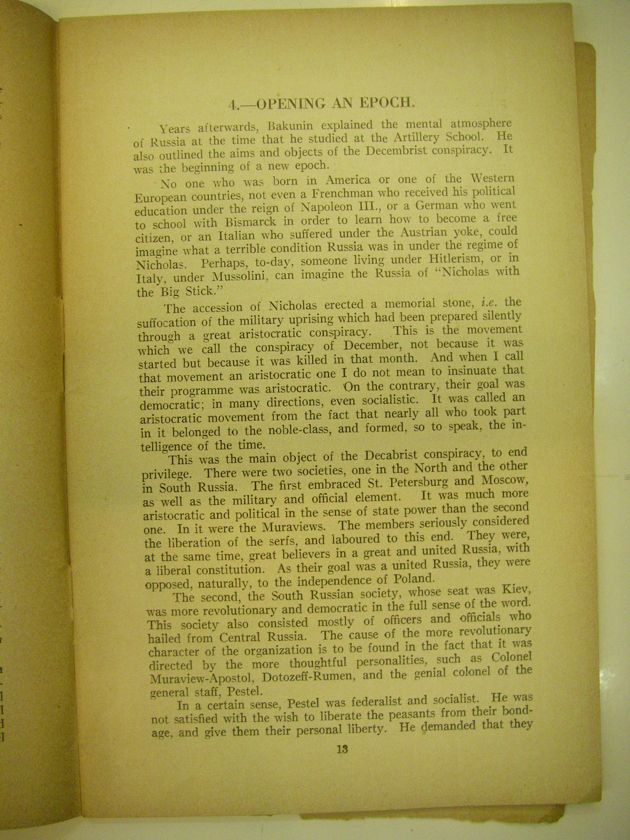 4.—OPENING AN EPOCH.
Years afterwards, Bakunin explained the mental atmosphere
of Russia at the time that he studied at the Artillery School. He
also outlined the aims and objects of the Decembrist conspiracy. It
was the beginning of a new epoch.
No one who was born in America or one of the Western
European countries, not even a Frenchman who received his political
education under the reign of Napoleon III., or a German who went
to school with Bismarck in order to learn how to become a free
citizen, or an Italian who suffered under the Austrian yoke, could
imagine what a terrible condition Russia was in under the regime of
Nicholas. Perhaps, to-day, someone living under Hitlerism, or in
Italy, under Mussolini, can imagine the Russia of "Nicholas with
the Big Stick."
The accession of Nicholas erected a memorial stone, i.e. the
suffocation of the military uprising which had been prepared silently
through a great aristocratic conspiracy. This is the movement
which we call the conspiracy of December, not because it was
started but because it was killed in that month. And when I call
that movement an aristocratic one I do not mean to insinuate that
their programme was aristocratic. On the contrary, their goal was
democratic; in many directions, even socialistic. It was called an
aristocratic movement from the fact that nearly all who took part
in it belonged to the noble-class, and formed, so to speak, the in-
telligence of the time.
This was the main object of the Decabrist conspiracy, to end
privilege. There were two societies, one in the North and the other
in South Russia. The first embraced St. Petersburg and Moscow,
as well as the military and official element. It was much more
aristocratic and political in the sense of state power than the second
one. In it were the Muraviews. The members seriously considered
the liberation of the serfs, and laboured to this end. They were,
at the same time, great believers in a great and united Russia, with
a liberal constitution. As their goal was a united Russia, they were
opposed, naturally, to the independence of Poland.
The second, the South Russian society, whose seat was Kiev,
was more revolutionary and democratic in the full sense of the word.
This society also consisted mostly of officers and officials who
hailed from Central Russia. The cause of the more revolutionary
character of the organization is to be found in the fact that it was
directed by the more thoughtful personalities, such as Colonel
Muraview-Apostol, Dotozeff-Rumen, and the genial colonel of the
general staff, Pestel.
In a certain sense, Pestel was federalist and socialist. He was
not satisfied with the wish to liberate the peasants from their bond-
age, and give them their personal liberty. He demanded that they
13